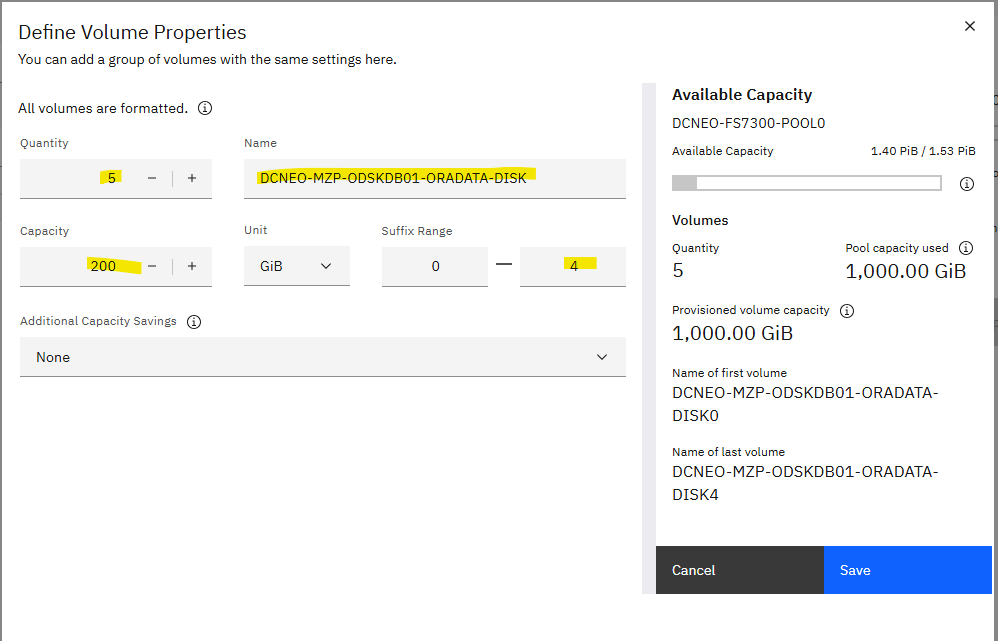 Define Volume Properties
You can add a group of volumes with the same settings here.
All volumes are formatted.
Quantity
5
Name
DCNEO-MZP-ODSKDB01-ORADATA-DISK
Capacity
200
Unit
GiB
Suffix Range
0
4
Additional Capacity Savings
None
Available Capacity
DCNEO-FS7300-POOL0
Available Capacity 1.40 PiB / 1.53 PiB
Volumes
Quantity
5
Pool capacity used
1,000.00 GiB
Provisioned volume capacity
1,000.00 GiB
Name of first volume
DCNEO-MZP-ODSKDB01-ORADATA-
DISK0
Name of last volume
DCNEO-MZP-ODSKDB01-ORADATA-
DISK4
Cancel
Save